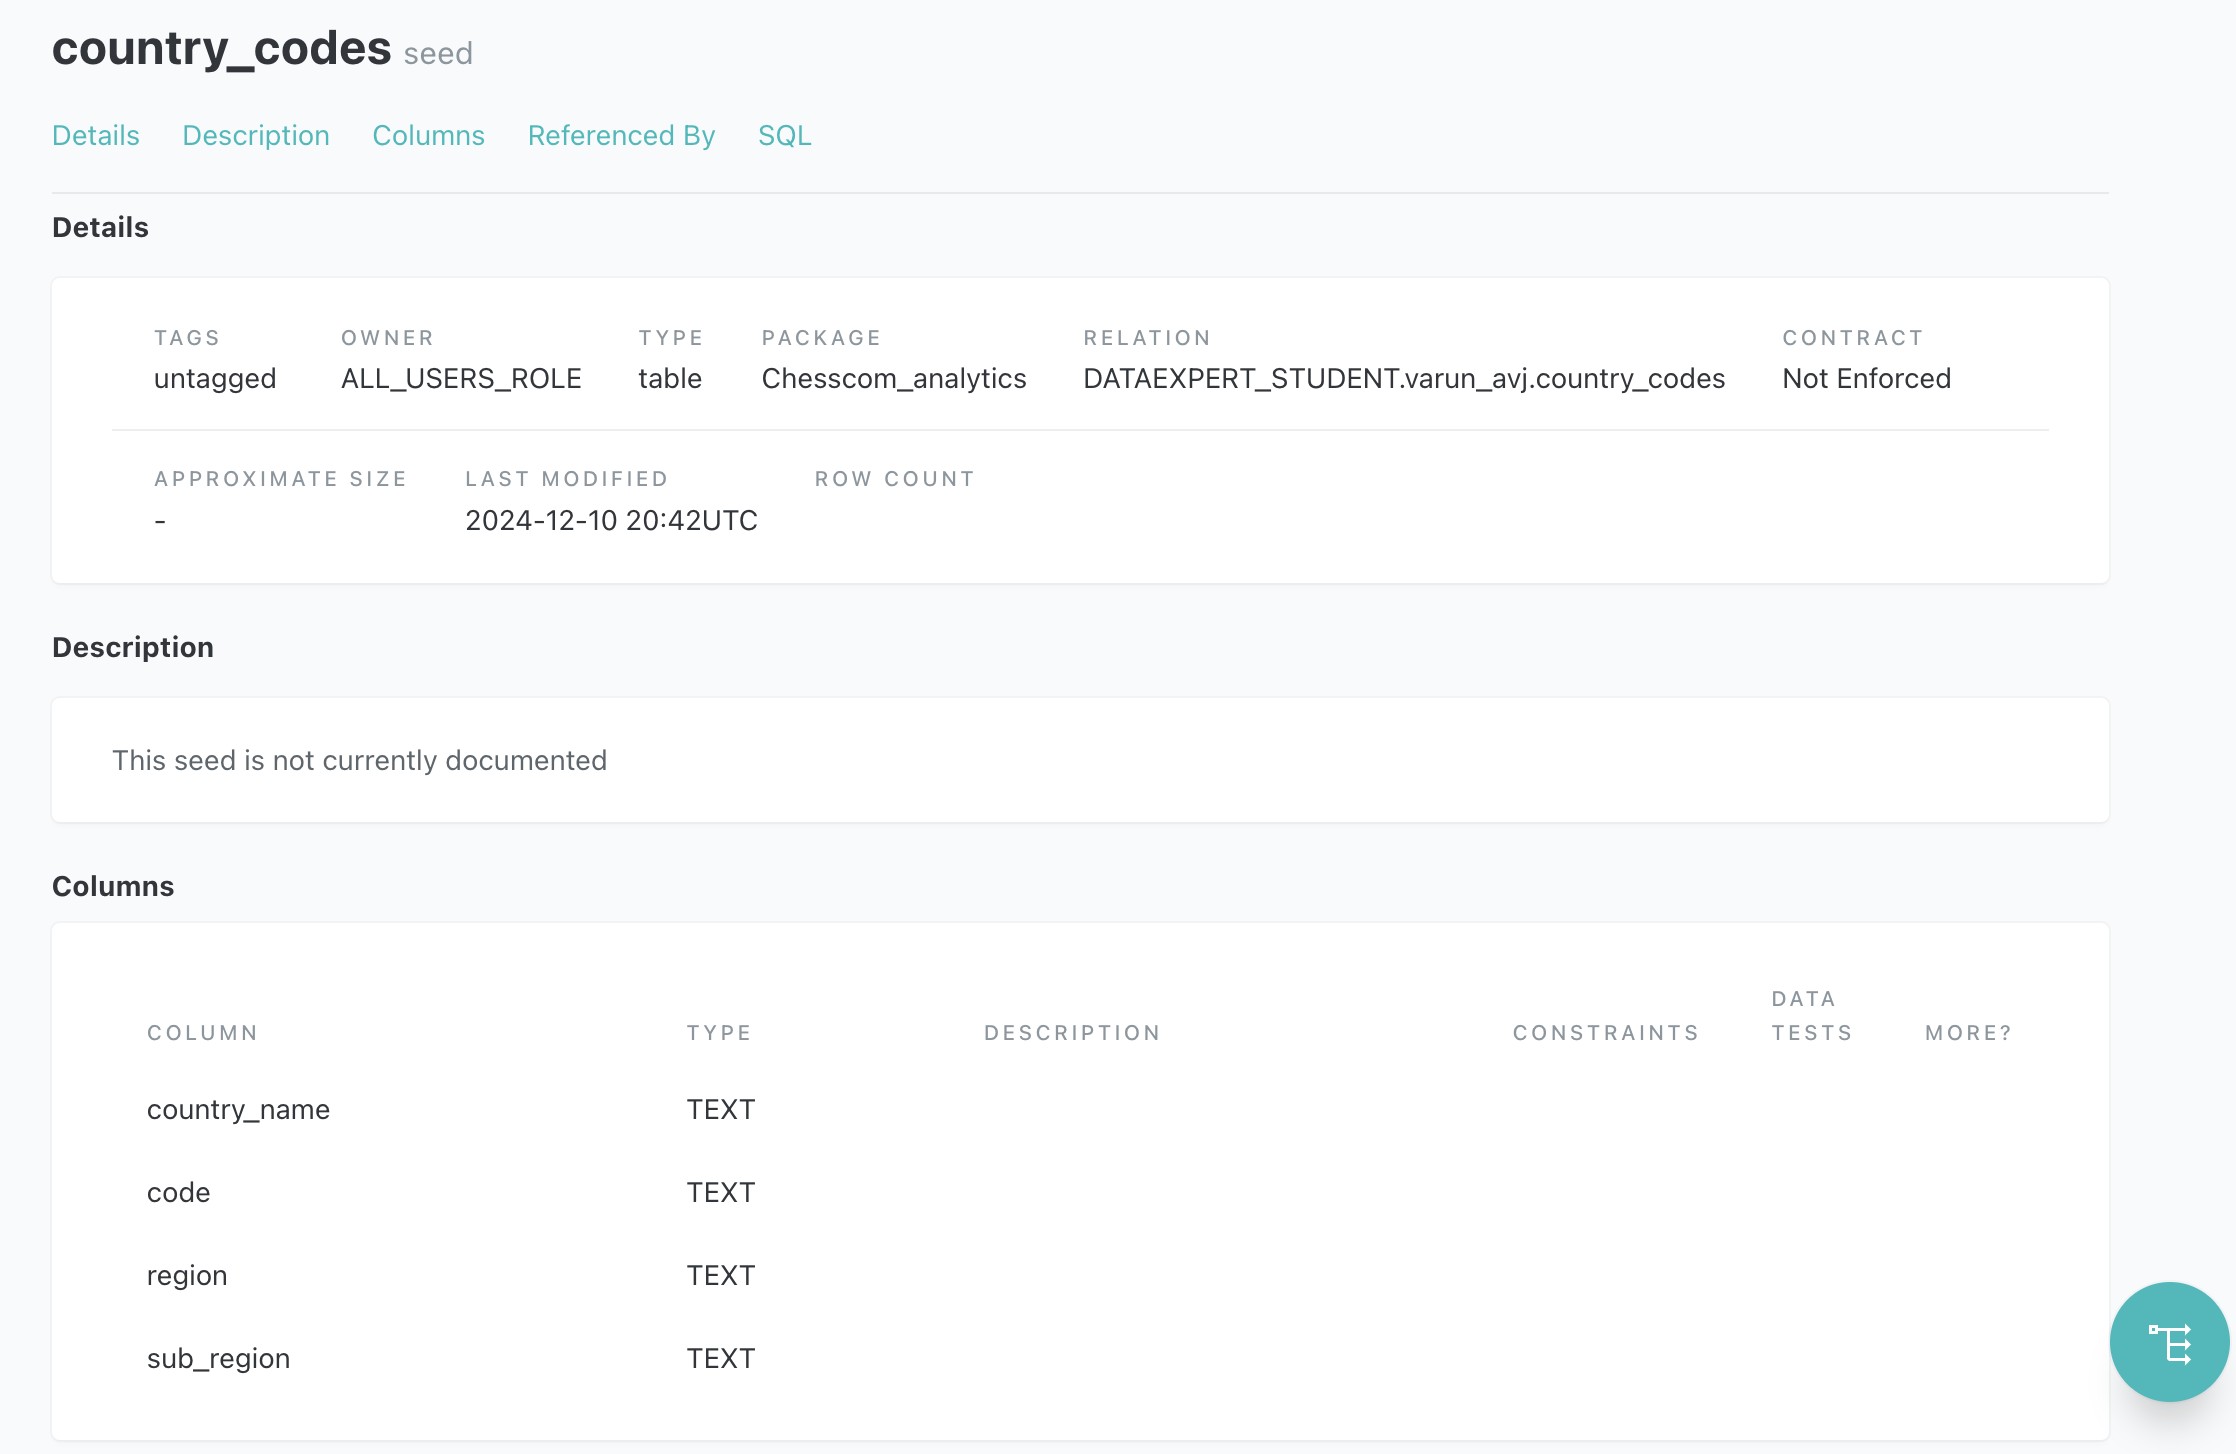 country_codes seed
Details Description Columns Referenced By SQL
Details
TAGS OWNER TYPE PACKAGE RELATION CONTRACT
untagged ALL_USERS_ROLE table Chesscom_analytics DATAEXPERT_STUDENT.varun_avj.country_codes Not Enforced
APPROXIMATE SIZE LAST MODIFIED ROW COUNT
- 2024-12-10 20:42UTC
Description
This seed is not currently documented
Columns
COLUMN TYPE DESCRIPTION CONSTRAINTS DATA TESTS MORE?
country_name TEXT
code TEXT
region TEXT
sub_region TEXT